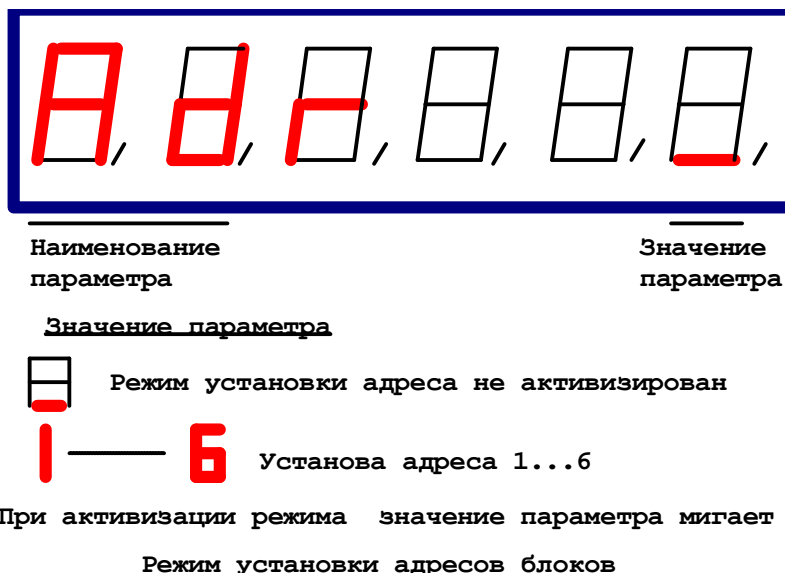 Adr _
Наименование Значение
параметра параметра
Значение параметра
_ Режим установки адреса не активизирован
1 — 6 Установа адреса 1...6
При активизации режима значение параметра мигает
Режим установки адресов блоков